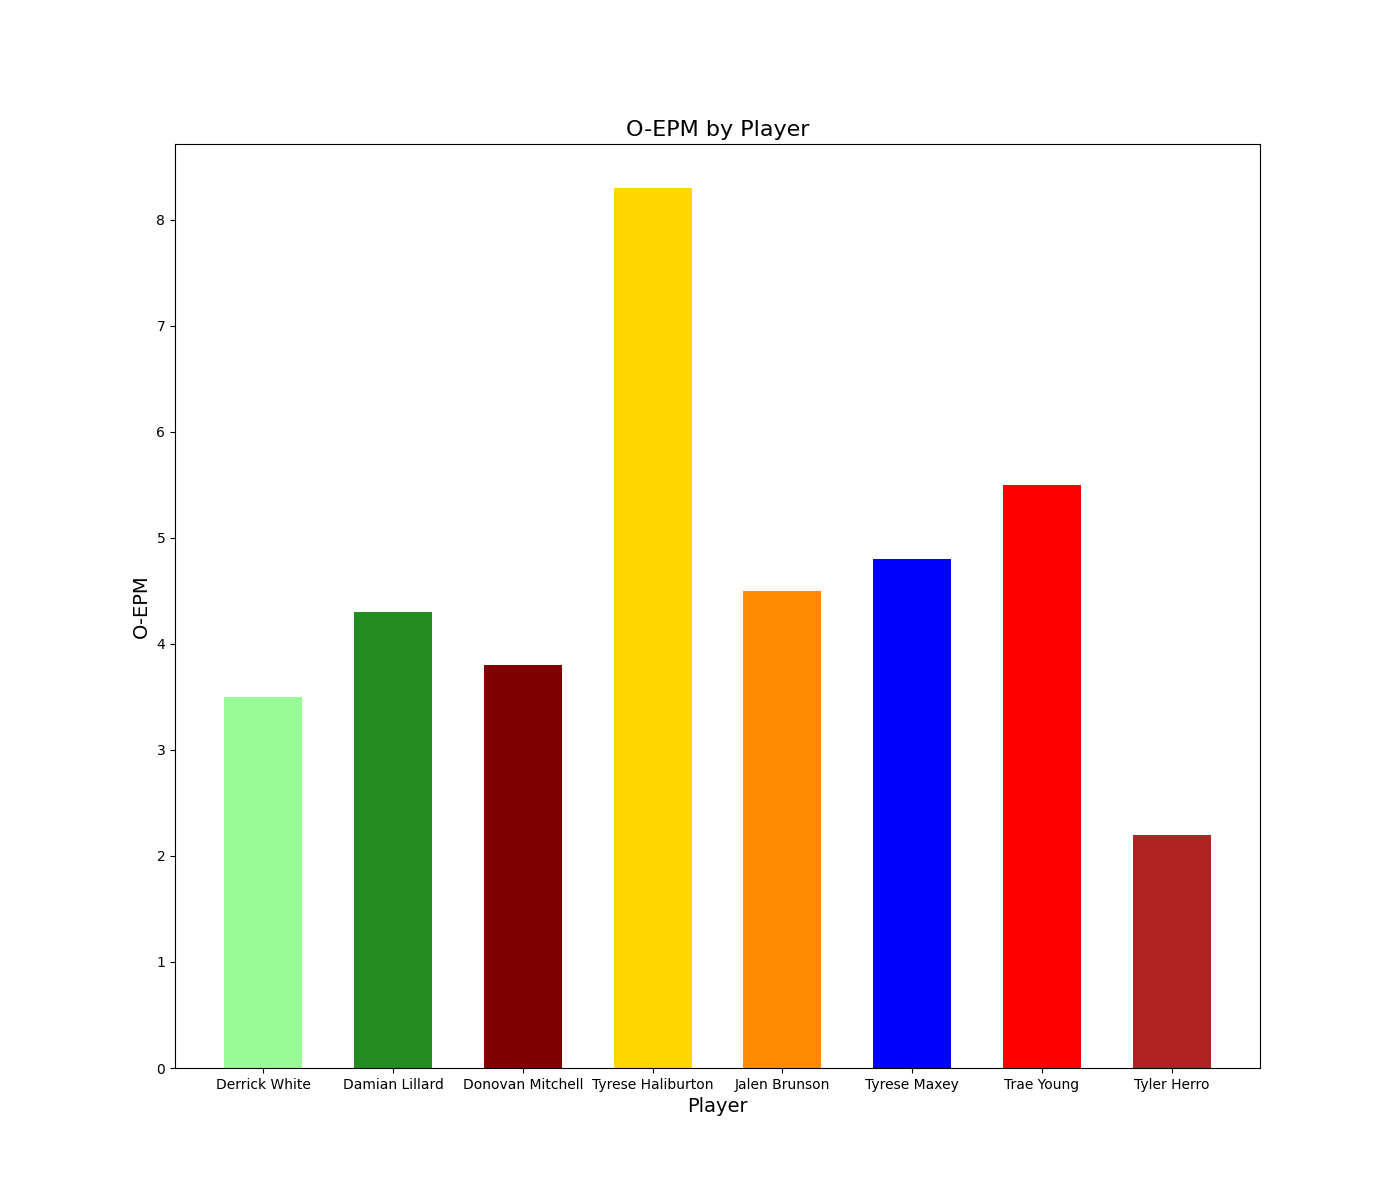 O-EPM by Player
O-EPM
8
7
6
5
4
3
2
1
0
Derrick White Damian Lillard Donovan Mitchell Tyrese Haliburton Jalen Brunson Tyrese Maxey Trae Young Tyler Herro
Player